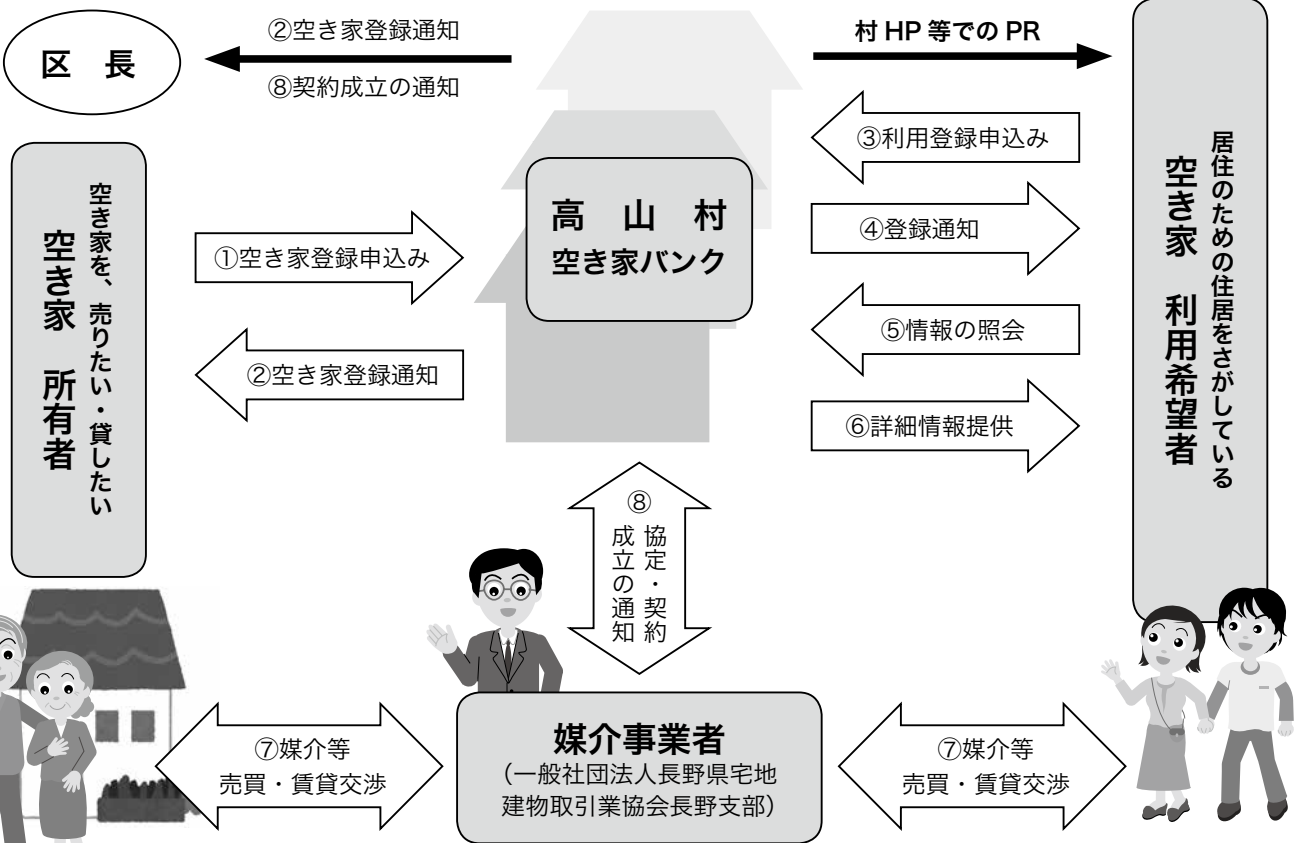 区 長
②空き家登録通知
⑧契約成立の通知
村 HP 等での PR
空き家を、売りたい・貸したい
空き家 所有者
①空き家登録申込み
②空き家登録通知
高 山 村
空き家バンク
③利用登録申込み
④登録通知
⑤情報の照会
⑥詳細情報提供
居住のための住居をさがしている
空き家 利用希望者
⑧
協定・契約
成立の通知
⑦媒介等
売買・賃貸交渉
媒介事業者
（一般社団法人長野県宅地
建物取引業協会長野支部）
⑦媒介等
売買・賃貸交渉